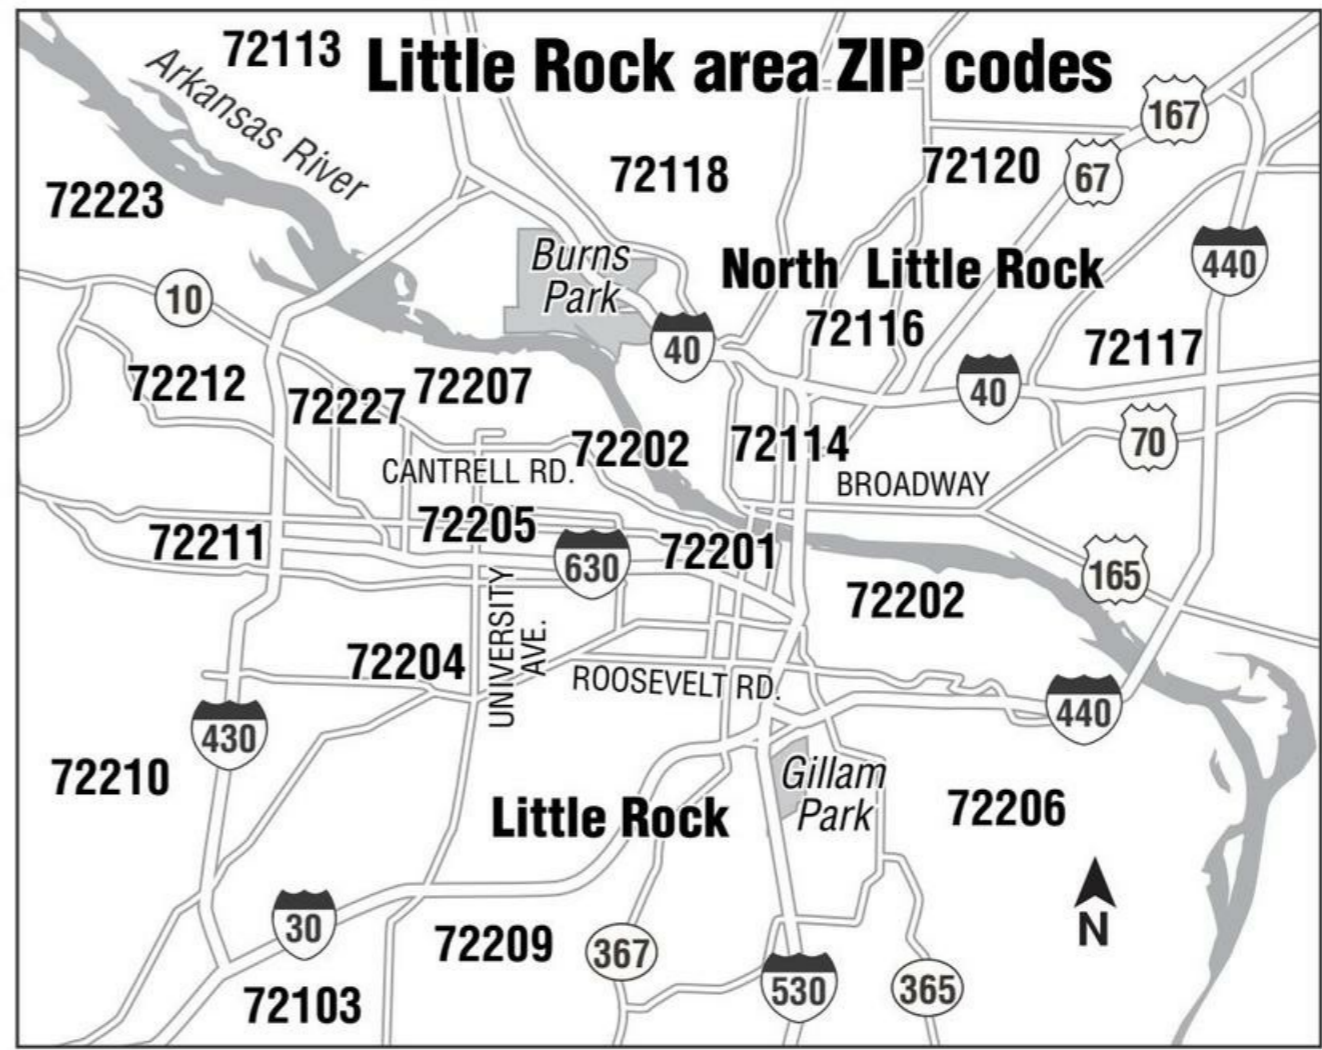 72113
Little Rock area ZIP codes
Arkansas River
167
72118
72120
67
72223
Burns
Park
North Little Rock
440
10
72116
40
72117
72212
72227
72207
40
72202
72114
70
CANTRELL RD.
BROADWAY
72205
72211
630
72201
165
72202
UNIVERSITY
AVE.
72204
ROOSEVELT RD.
430
440
72210
Gillam
Park
Little Rock
72206
30
N
72209
367
530
365
72103